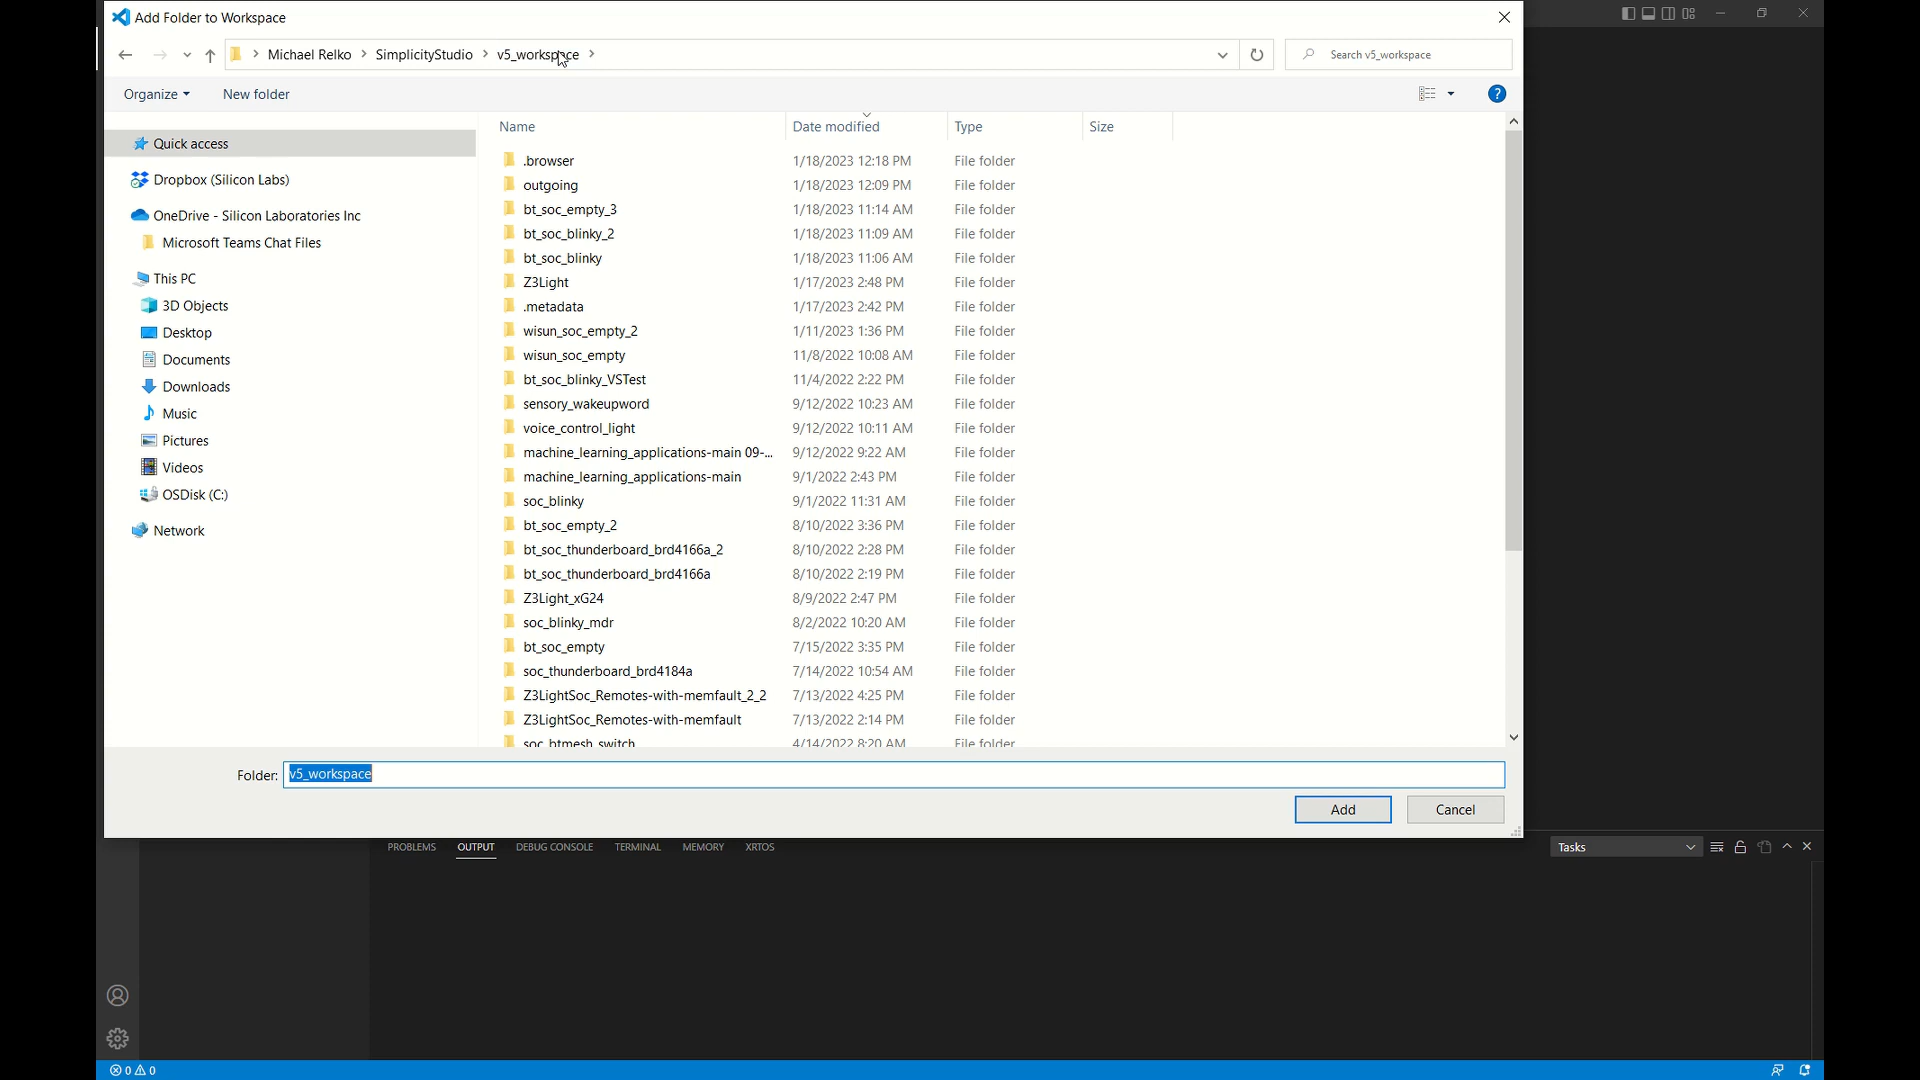 Add Folder to Workspace
Michael Relko
SimplicityStudio
v5_workspace
Search v5_workspace
Organize
New folder
?
Name
Date modified
Type
Size
Quick access
Dropbox (Silicon Labs)
OneDrive - Silicon Laboratories Inc
Microsoft Teams Chat Files
This PC
3D Objects
Desktop
Documents
Downloads
Music
Pictures
Videos
OSDisk (C:)
Network
.browser 1/18/2023 12:18 PM File folder
outgoing 1/18/2023 12:09 PM File folder
bt_soc_empty_3 1/18/2023 11:14 AM File folder
bt_soc_blinky_2 1/18/2023 11:09 AM File folder
bt_soc_blinky 1/18/2023 11:06 AM File folder
Z3Light 1/17/2023 2:48 PM File folder
.metadata 1/17/2023 2:42 PM File folder
wisun_soc_empty_2 1/11/2023 1:36 PM File folder
wisun_soc_empty 11/8/2022 10:08 AM File folder
bt_soc_blinky_VSTest 11/4/2022 2:22 PM File folder
sensory_wakeupword 9/12/2022 10:23 AM File folder
voice_control_light 9/12/2022 10:11 AM File folder
machine_learning_applications-main 09-... 9/12/2022 9:22 AM File folder
machine_learning_applications-main 9/1/2022 2:43 PM File folder
soc_blinky 9/1/2022 11:31 AM File folder
bt_soc_empty_2 8/10/2022 3:36 PM File folder
bt_soc_thunderboard_brd4166a_2 8/10/2022 2:28 PM File folder
bt_soc_thunderboard_brd4166a 8/10/2022 2:19 PM File folder
Z3Light_xG24 8/9/2022 2:47 PM File folder
soc_blinky_mdr 8/2/2022 10:20 AM File folder
bt_soc_empty 7/15/2022 3:35 PM File folder
soc_thunderboard_brd4184a 7/14/2022 10:54 AM File folder
Z3LightSoc_Remotes-with-memfault_2_2 7/13/2022 4:25 PM File folder
Z3LightSoc_Remotes-with-memfault 7/13/2022 2:14 PM File folder
soc_btmesh_switch 4/14/2022 8:20 AM File folder
Folder: v5_workspace
Add
Cancel
PROBLEMS OUTPUT DEBUG CONSOLE TERMINAL MEMORY XRTOS
Tasks
0 0